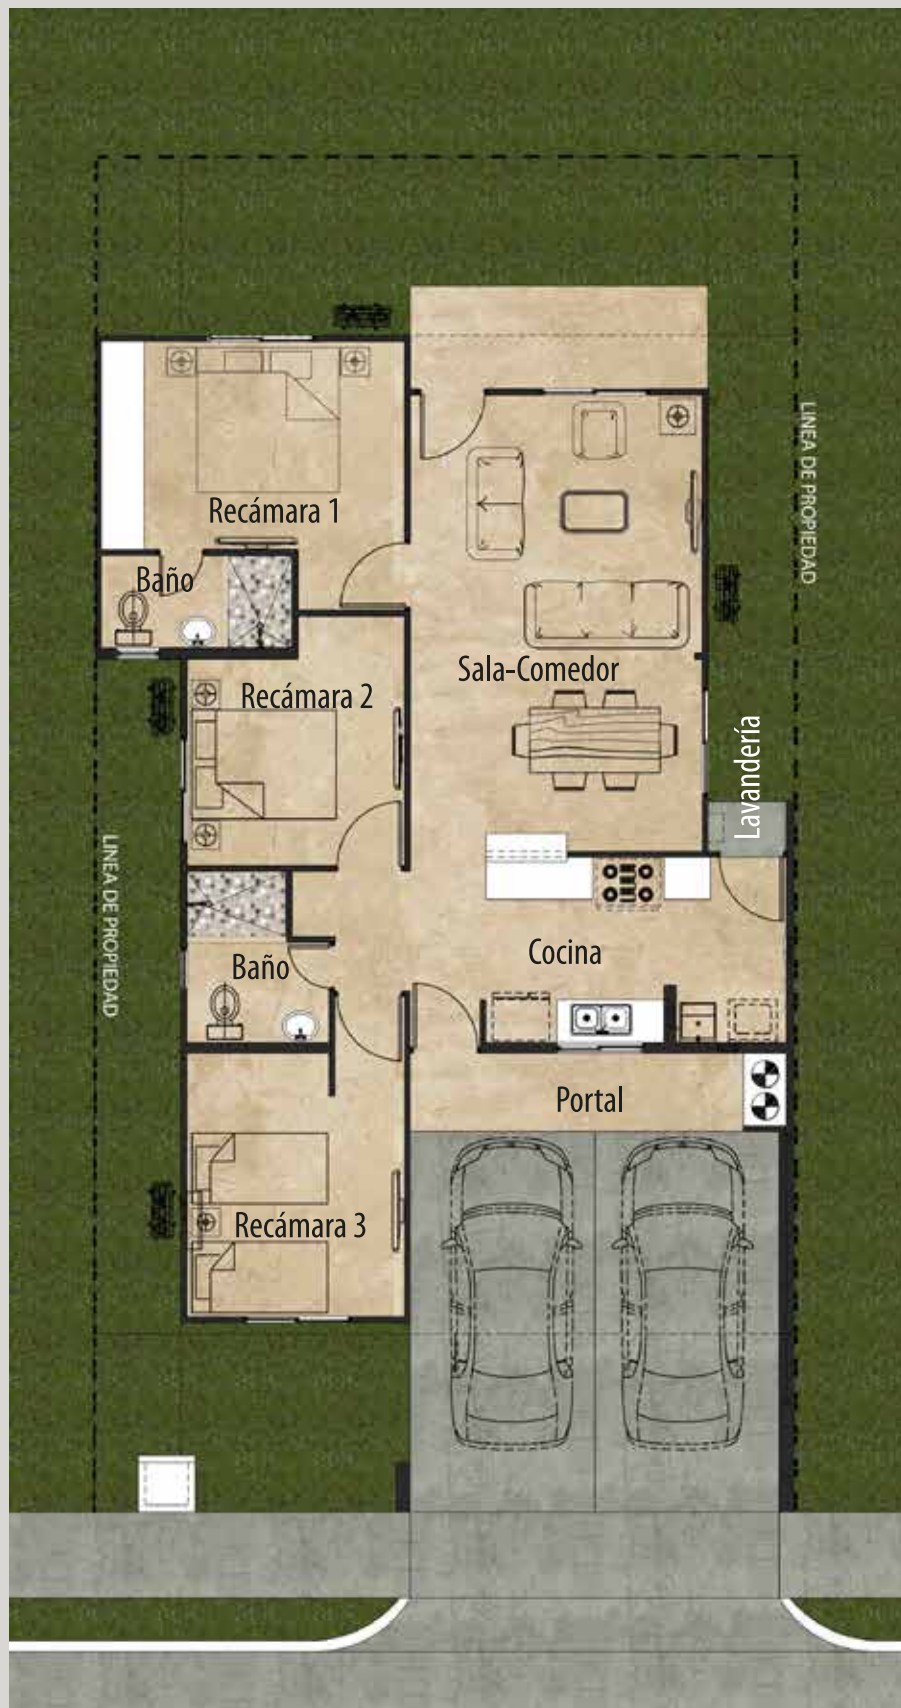 LINEA DE PROPIEDAD
Recámara 1
Baño
Sala-Comedor
Recámara 2
Lavandería
LINEA DE PROPIEDAD
Cocina
Baño
Portal
Recámara 3